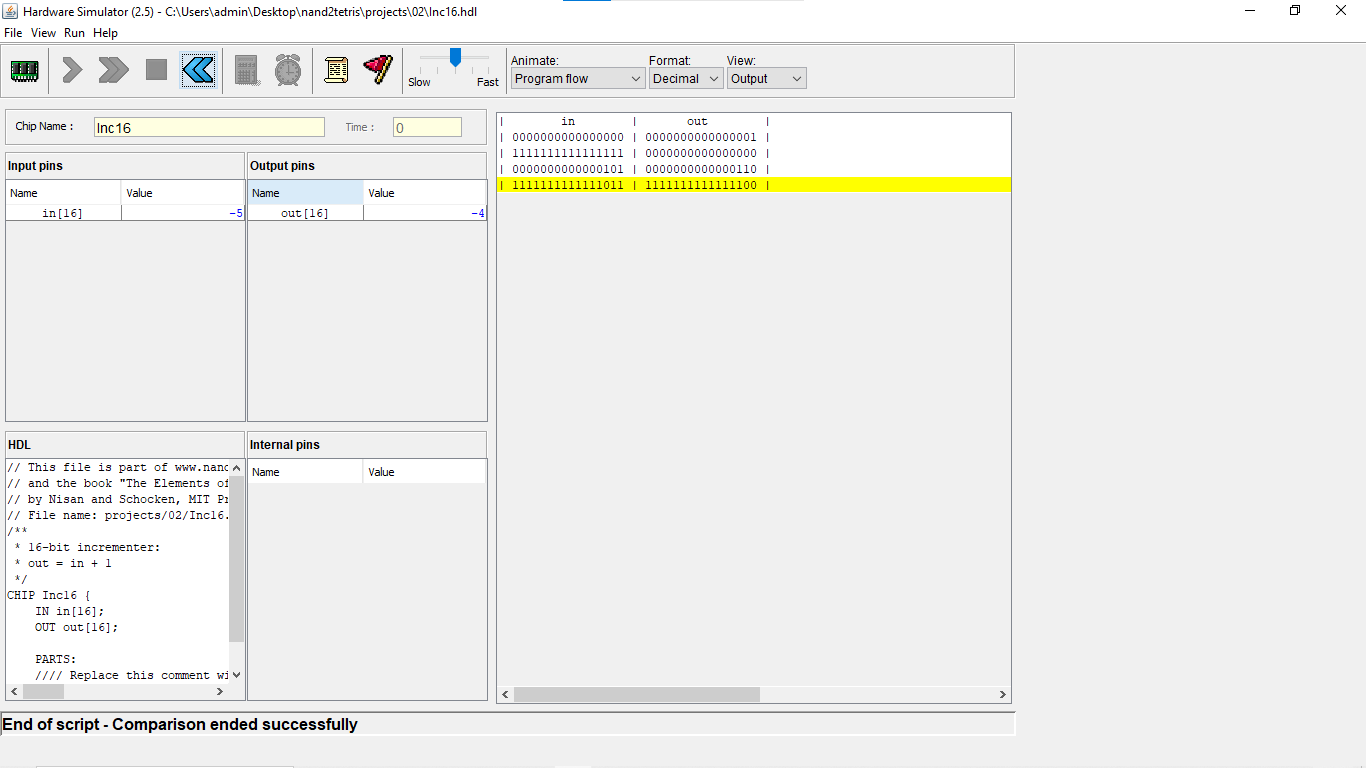 Hardware Simulator (2.5) - C:\Users\admin\Desktop\nand2tetris\projects\02\Inc16.hdl
File View Run Help
Animate: Format: View:
Slow Fast Program flow Decimal Output
Chip Name : Inc16 Time : 0
Input pins Output pins
Name Value Name Value
in[16] -5 out[16] -4
| in | out |
| 0000000000000000 | 0000000000000001 |
| 1111111111111111 | 0000000000000000 |
| 0000000000000101 | 0000000000000110 |
| 1111111111111011 | 1111111111111100 |
HDL
// This file is part of www.nand
// and the book "The Elements of
// by Nisan and Schocken, MIT Pr
// File name: projects/02/Inc16.
/**
* 16-bit incrementer:
* out = in + 1
*/
CHIP Inc16 {
IN in[16];
OUT out[16];
PARTS:
//// Replace this comment wi
Internal pins
Name Value
End of script - Comparison ended successfully